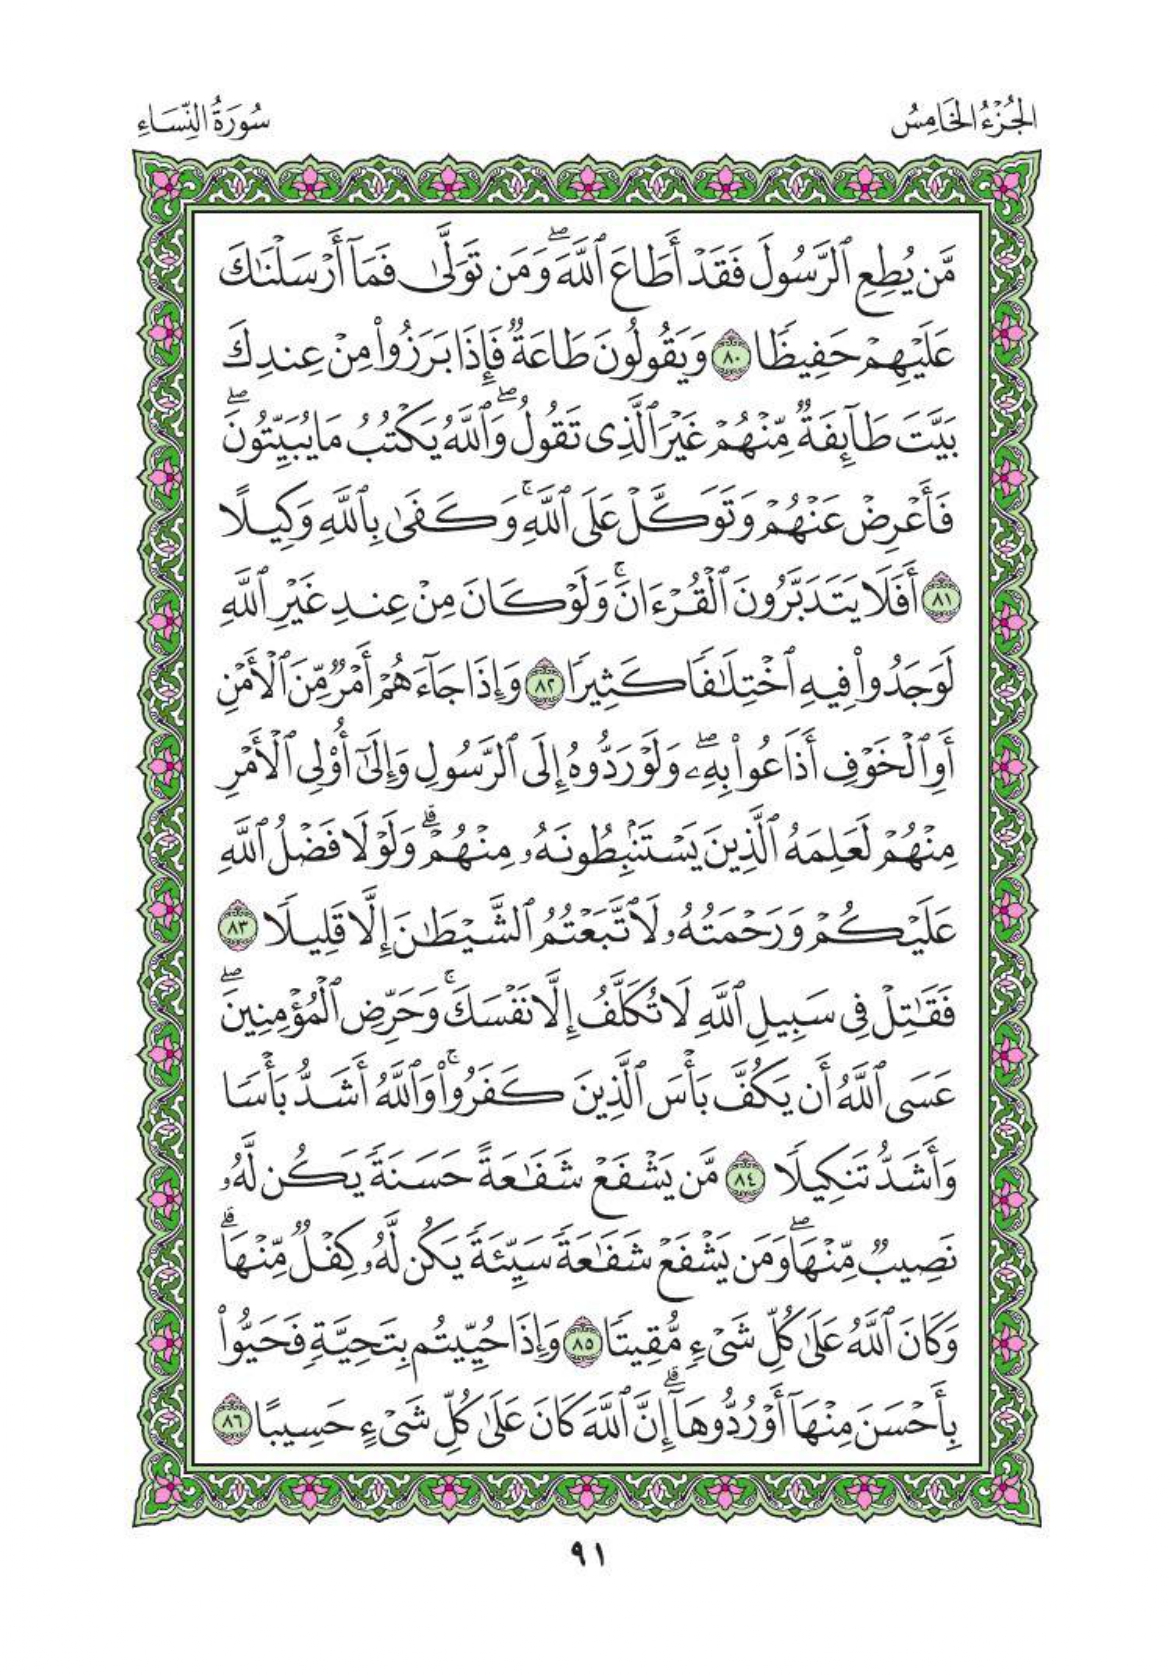 الجُزْءُ الخَامِسُ
سُورَةُ النِّسَاءِ
مَّن يُطِعِ ٱلرَّسُولَ فَقَدْ أَطَاعَ ٱللَّهَۖ وَمَن تَوَلَّىٰ فَمَآ أَرْسَلْنَٰكَ
عَلَيْهِمْ حَفِيظًا ٨٠ وَيَقُولُونَ طَاعَةٌ فَإِذَا بَرَزُوا۟ مِنْ عِندِكَ
بَيَّتَ طَآئِفَةٌ مِّنْهُمْ غَيْرَ ٱلَّذِى تَقُولُۖ وَٱللَّهُ يَكْتُبُ مَا يُبَيِّتُونَۖ
فَأَعْرِضْ عَنْهُمْ وَتَوَكَّلْ عَلَى ٱللَّهِۚ وَكَفَىٰ بِٱللَّهِ وَكِيلًا
٨١ أَفَلَا يَتَدَبَّرُونَ ٱلْقُرْءَانَۚ وَلَوْ كَانَ مِنْ عِندِ غَيْرِ ٱللَّهِ
لَوَجَدُوا۟ فِيهِ ٱخْتِلَٰفًا كَثِيرًا ٨٢ وَإِذَا جَآءَهُمْ أَمْرٌ مِّنَ ٱلْأَمْنِ
أَوِ ٱلْخَوْفِ أَذَاعُوا۟ بِهِۦۖ وَلَوْ رَدُّوهُ إِلَى ٱلرَّسُولِ وَإِلَىٰٓ أُو۟لِى ٱلْأَمْرِ
مِنْهُمْ لَعَلِمَهُ ٱلَّذِينَ يَسْتَنۢبِطُونَهُۥ مِنْهُمْۗ وَلَوْلَا فَضْلُ ٱللَّهِ
عَلَيْكُمْ وَرَحْمَتُهُۥ لَٱتَّبَعْتُمُ ٱلشَّيْطَٰنَ إِلَّا قَلِيلًا ٨٣
فَقَٰتِلْ فِى سَبِيلِ ٱللَّهِ لَا تُكَلَّفُ إِلَّا نَفْسَكَۚ وَحَرِّضِ ٱلْمُؤْمِنِينَۖ
عَسَى ٱللَّهُ أَن يَكُفَّ بَأْسَ ٱلَّذِينَ كَفَرُوا۟ۚ وَٱللَّهُ أَشَدُّ بَأْسًا
وَأَشَدُّ تَنكِيلًا ٨٤ مَّن يَشْفَعْ شَفَٰعَةً حَسَنَةً يَكُن لَّهُۥ
نَصِيبٌ مِّنْهَاۖ وَمَن يَشْفَعْ شَفَٰعَةً سَيِّئَةً يَكُن لَّهُۥ كِفْلٌ مِّنْهَاۗ
وَكَانَ ٱللَّهُ عَلَىٰ كُلِّ شَىْءٍ مُّقِيتًا ٨٥ وَإِذَا حُيِّيتُم بِتَحِيَّةٍ فَحَيُّوا۟
بِأَحْسَنَ مِنْهَآ أَوْ رُدُّوهَآۗ إِنَّ ٱللَّهَ كَانَ عَلَىٰ كُلِّ شَىْءٍ حَسِيبًا ٨٦
٩١